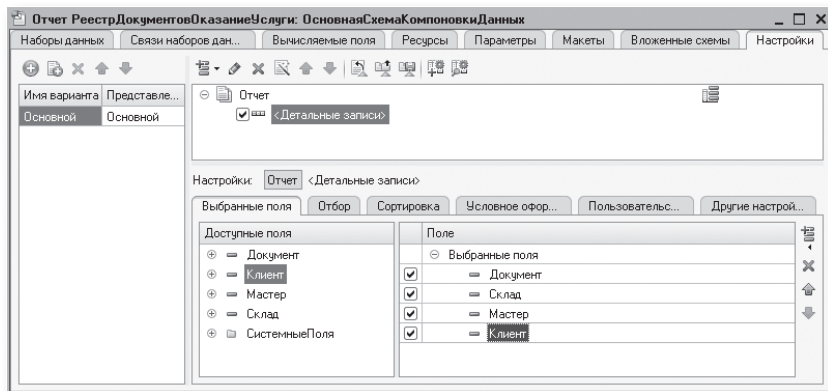 Отчет РеестрДокументовОказаниеУслуги: ОсновнаяСхемаКомпоновкиДанных
Наборы данных Связи наборов дан... Вычисляемые поля Ресурсы Параметры Макеты Вложенные схемы Настройки
Имя варианта Представле...
Основной Основной
Отчет
<Детальные записи>
Настройки: Отчет <Детальные записи>
Выбранные поля Отбор Сортировка Условное офор... Пользовательс... Другие настрой...
Доступные поля Поле
Выбранные поля
Документ Документ
Клиент Склад
Мастер Мастер
Склад Клиент
СистемныеПоля